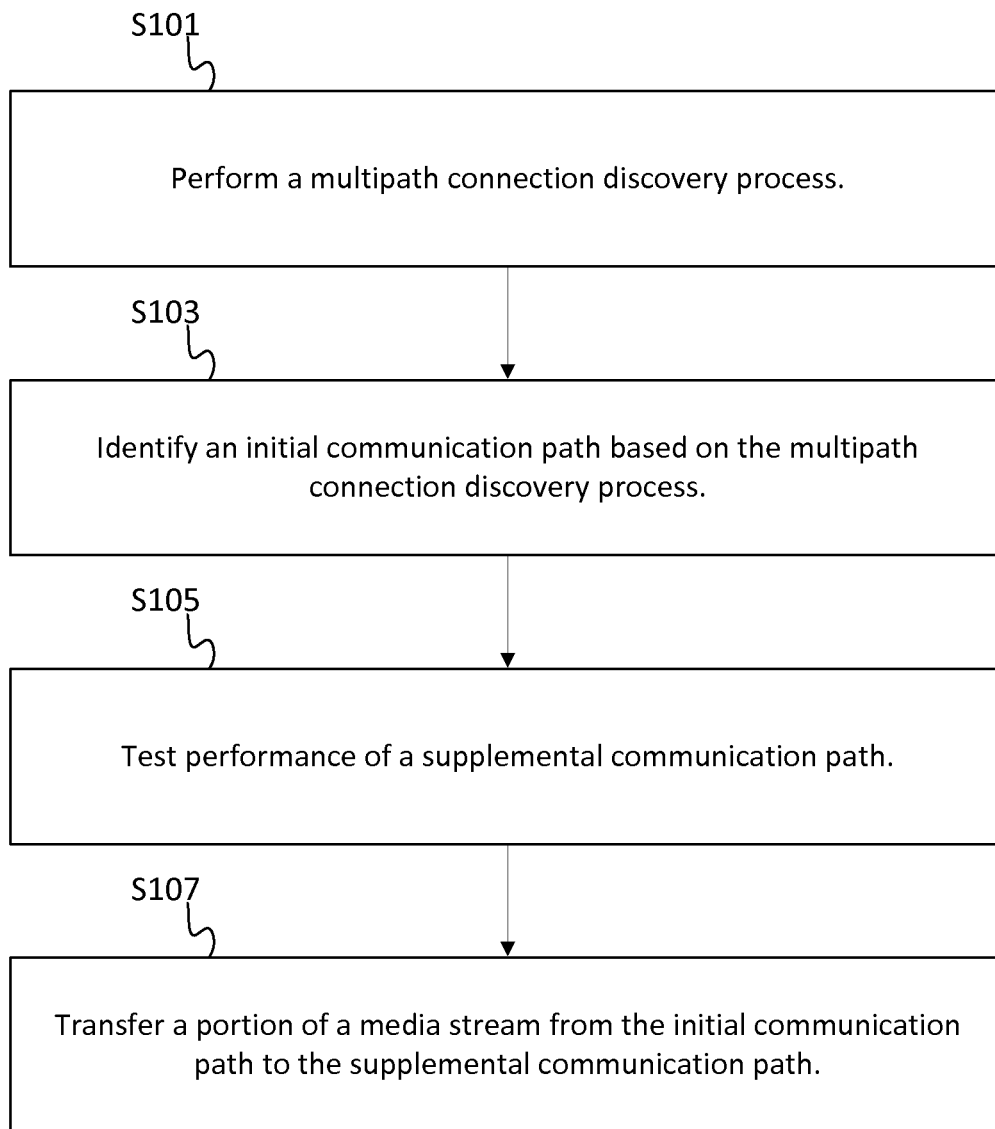 S101
Perform a multipath connection discovery process.
S103
Identify an initial communication path based on the multipath
connection discovery process.
S105
Test performance of a supplemental communication path.
S107
Transfer a portion of a media stream from the initial communication
path to the supplemental communication path.